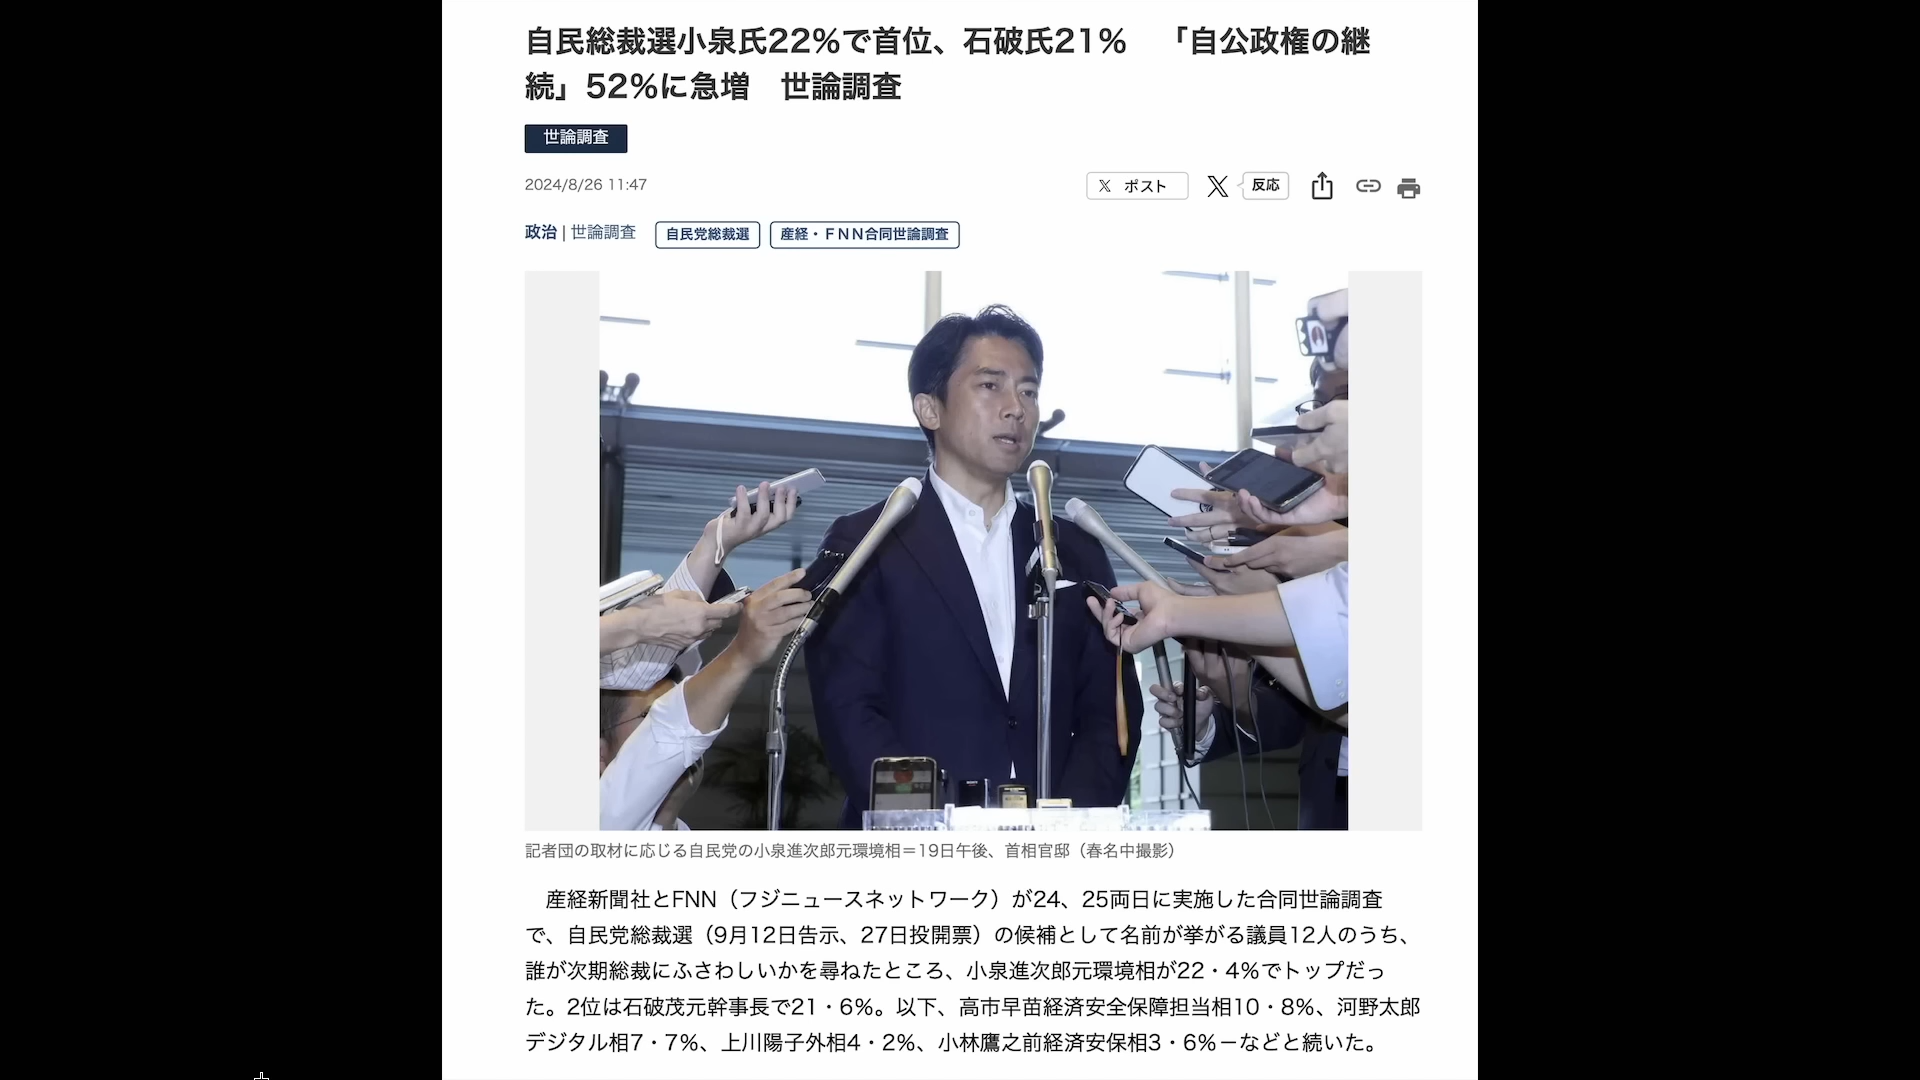 自民総裁選小泉氏22%で首位、石破氏21%　「自公政権の継
続」52%に急増　世論調査
世論調査
2024/8/26 11:47
ポスト
反応
政治 | 世論調査　自民党総裁選　産経・ＦＮＮ合同世論調査
記者団の取材に応じる自民党の小泉進次郎元環境相＝19日午後、首相官邸（春名中撮影）
　産経新聞社とFNN（フジニュースネットワーク）が24、25両日に実施した合同世論調査
で、自民党総裁選（9月12日告示、27日投開票）の候補として名前が挙がる議員12人のうち、
誰が次期総裁にふさわしいかを尋ねたところ、小泉進次郎元環境相が22・4%でトップだっ
た。2位は石破茂元幹事長で21・6%。以下、高市早苗経済安全保障担当相10・8%、河野太郎
デジタル相7・7%、上川陽子外相4・2%、小林鷹之前経済安保相3・6%－などと続いた。